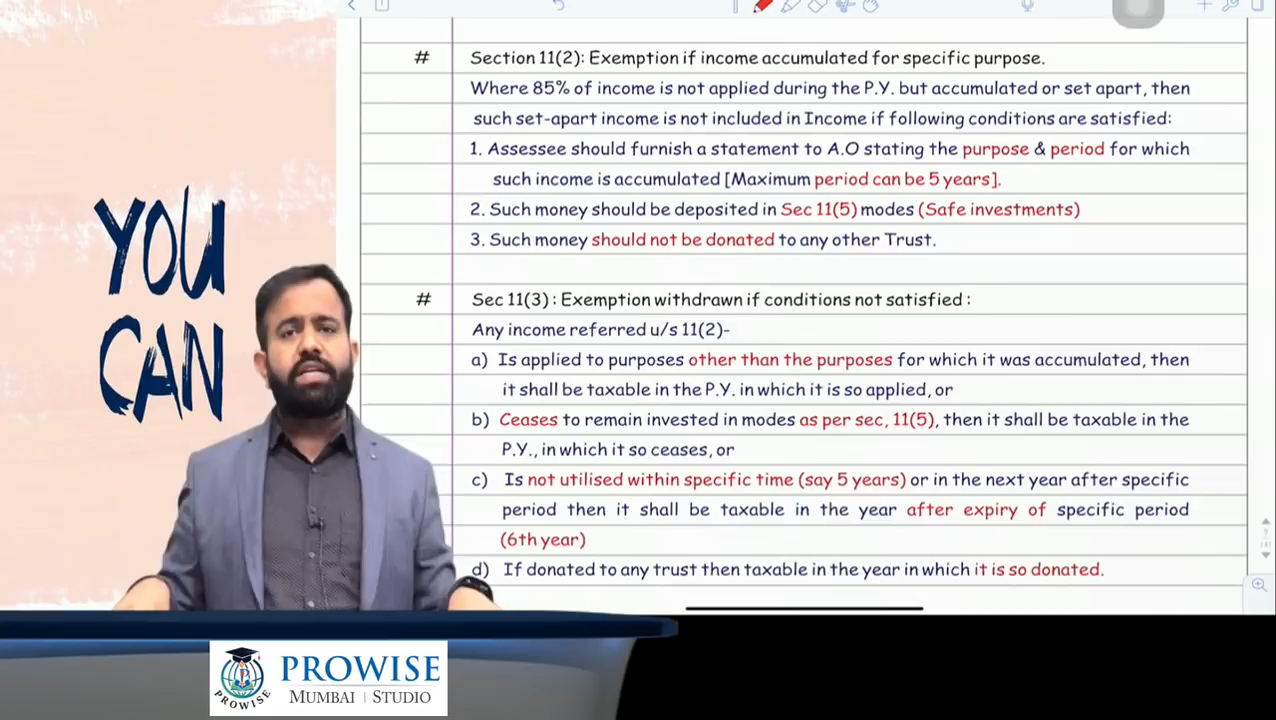 # Section 11(2): Exemption if income accumulated for specific purpose.
Where 85% of income is not applied during the P.Y. but accumulated or set apart, then
such set-apart income is not included in Income if following conditions are satisfied:
1. Assessee should furnish a statement to A.O stating the purpose & period for which
such income is accumulated [Maximum period can be 5 years].
2. Such money should be deposited in Sec 11(5) modes (Safe investments)
3. Such money should not be donated to any other Trust.
# Sec 11(3) : Exemption withdrawn if conditions not satisfied :
Any income referred u/s 11(2)-
a) Is applied to purposes other than the purposes for which it was accumulated, then
it shall be taxable in the P.Y. in which it is so applied, or
b) Ceases to remain invested in modes as per sec, 11(5), then it shall be taxable in the
P.Y., in which it so ceases, or
c) Is not utilised within specific time (say 5 years) or in the next year after specific
period then it shall be taxable in the year after expiry of specific period
(6th year)
d) If donated to any trust then taxable in the year in which it is so donated.
YOU
CAN
PROWISE
PROWISE
MUMBAI | STUDIO